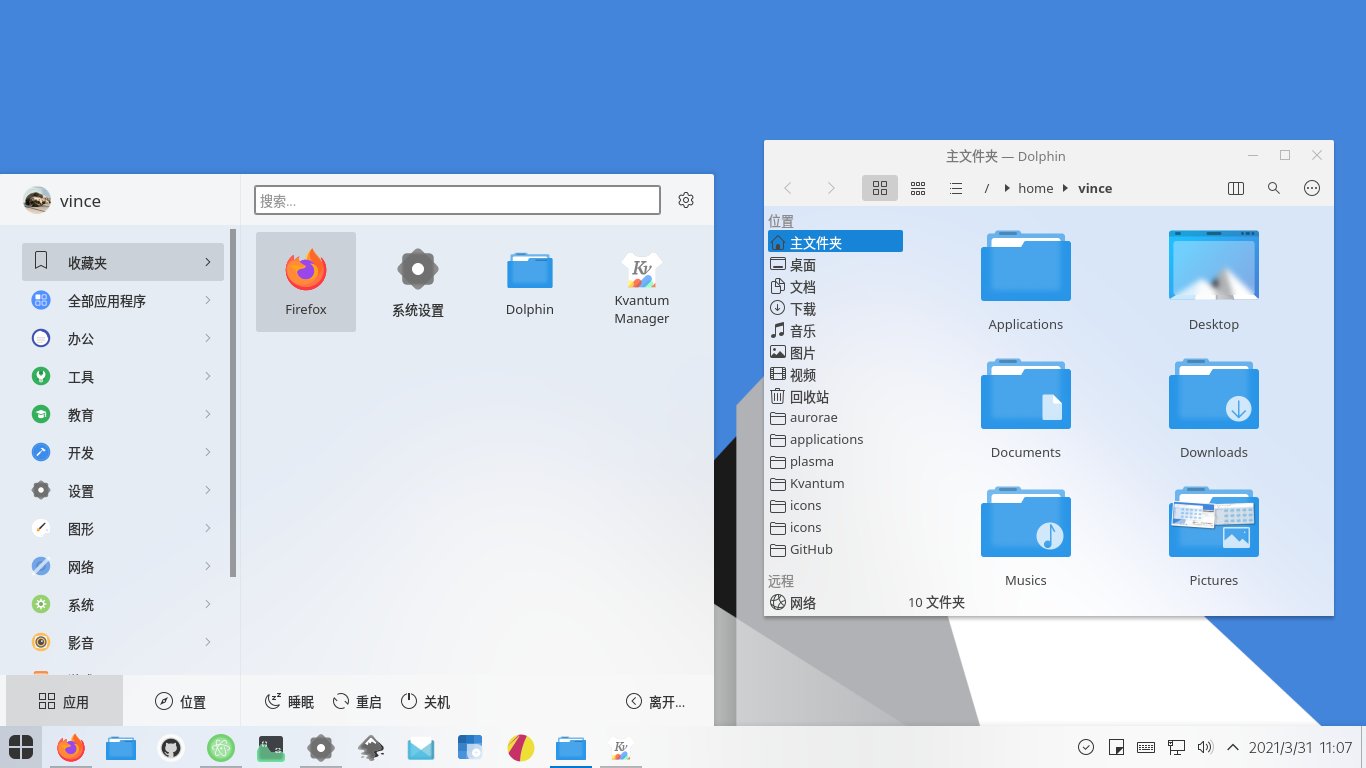 vince
搜索...
收藏夹
全部应用程序
办公
工具
教育
开发
设置
图形
网络
系统
影音
Firefox
系统设置
Dolphin
Kv
Kvantum
Manager
应用
位置
睡眠
重启
关机
离开...
主文件夹 — Dolphin
/ home vince
位置
主文件夹
桌面
文档
下载
音乐
图片
视频
回收站
aurorae
applications
plasma
Kvantum
icons
icons
GitHub
远程
网络
Applications
Desktop
Documents
Downloads
Musics
Pictures
10 文件夹
Kv
2021/3/31 11:07